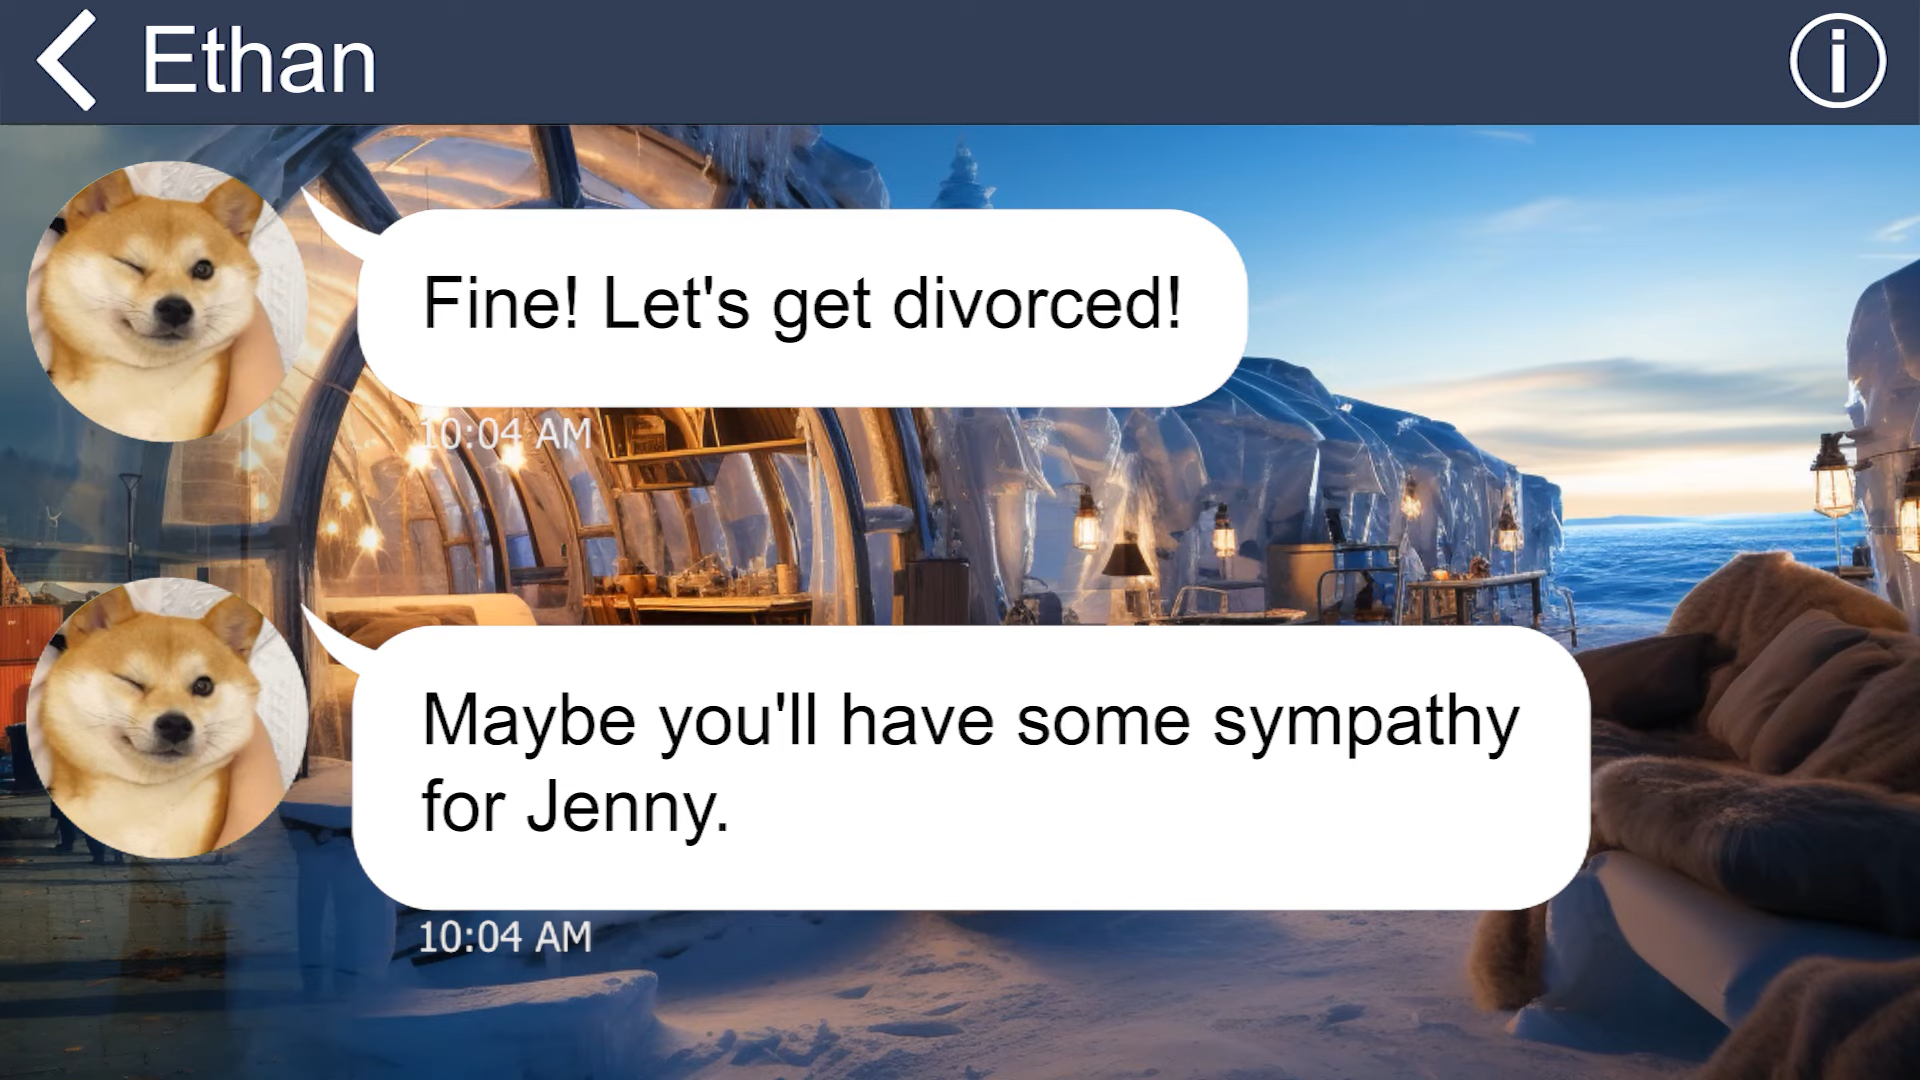 Ethan
Fine! Let's get divorced!
10:04 AM
Maybe you'll have some sympathy
for Jenny.
10:04 AM